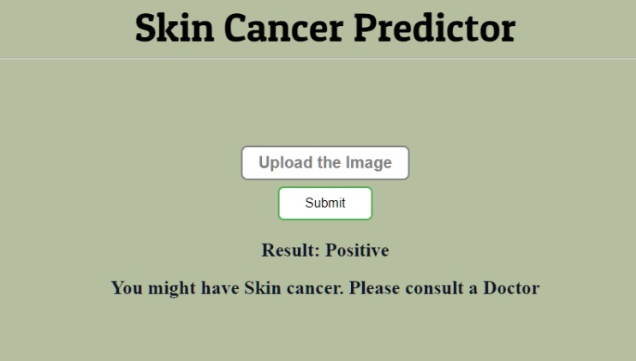 Skin Cancer Predictor
Upload the Image
Submit
Result: Positive
You might have Skin cancer. Please consult a Doctor